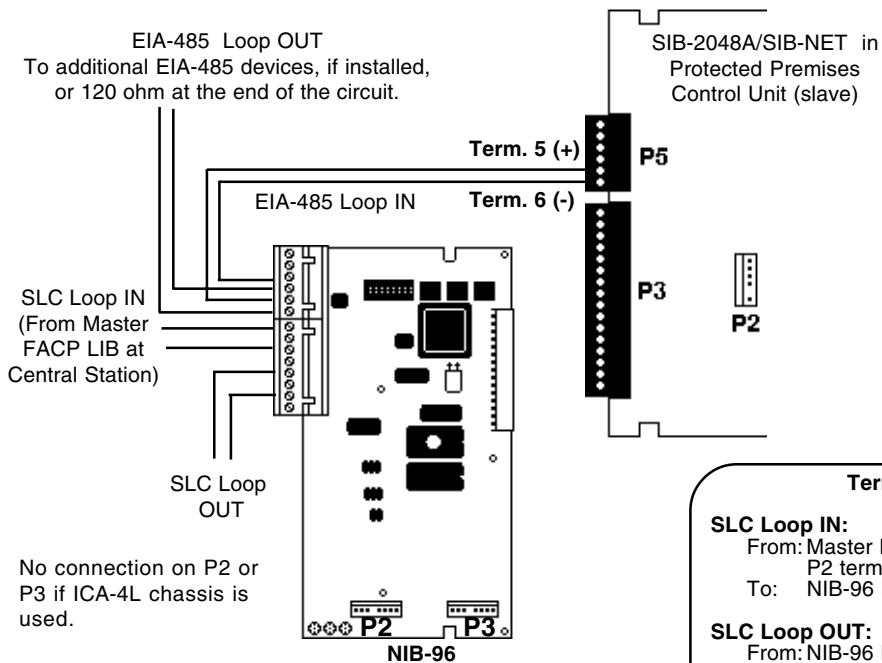 EIA-485 Loop OUT
To additional EIA-485 devices, if installed,
or 120 ohm at the end of the circuit.
SIB-2048A/SIB-NET in
Protected Premises
Control Unit (slave)
Term. 5 (+)
P5
EIA-485 Loop IN
Term. 6 (-)
SLC Loop IN
(From Master
FACP LIB at
Central Station)
P3
P2
SLC Loop
OUT
No connection on P2 or
P3 if ICA-4L chassis is
used.
P2
P3
NIB-96
SLC Loop IN:
From: Master
P2
To: NIB-96
SLC Loop OUT:
From: NIB-96